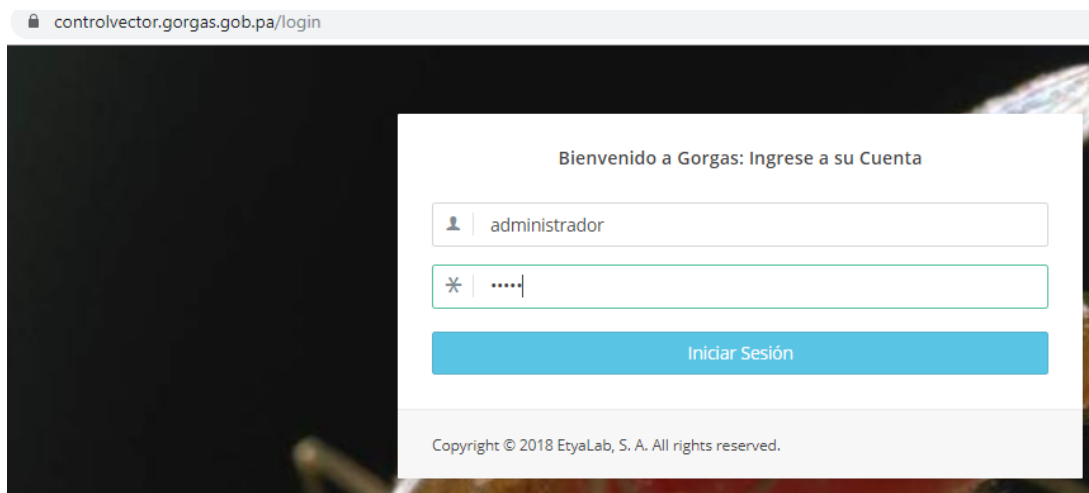 controlvector.gorgas.gob.pa/login
Bienvenido a Gorgas: Ingrese a su Cuenta
administrador
•••••
Iniciar Sesión
Copyright © 2018 EtyaLab, S. A. All rights reserved.